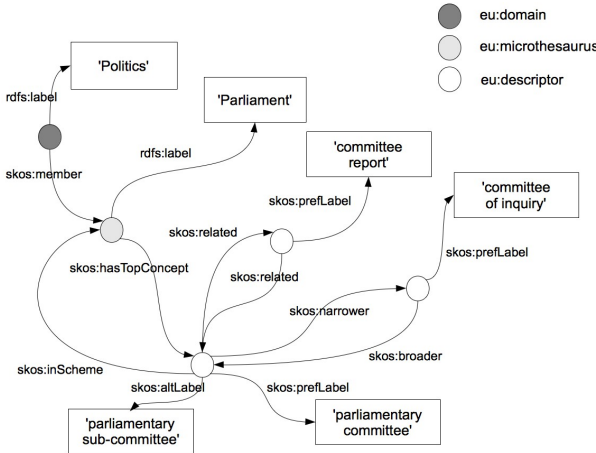 eu:domain
eu:microthesaurus
eu:descriptor
'Politics'
rdfs:label
'Parliament'
rdfs:label
skos:member
'committee
report'
skos:prefLabel
'committee
of inquiry'
skos:prefLabel
skos:related
skos:hasTopConcept
skos:related
skos:narrower
skos:broader
skos:inScheme
skos:altLabel
skos:prefLabel
'parliamentary
sub-committee'
'parliamentary
committee'